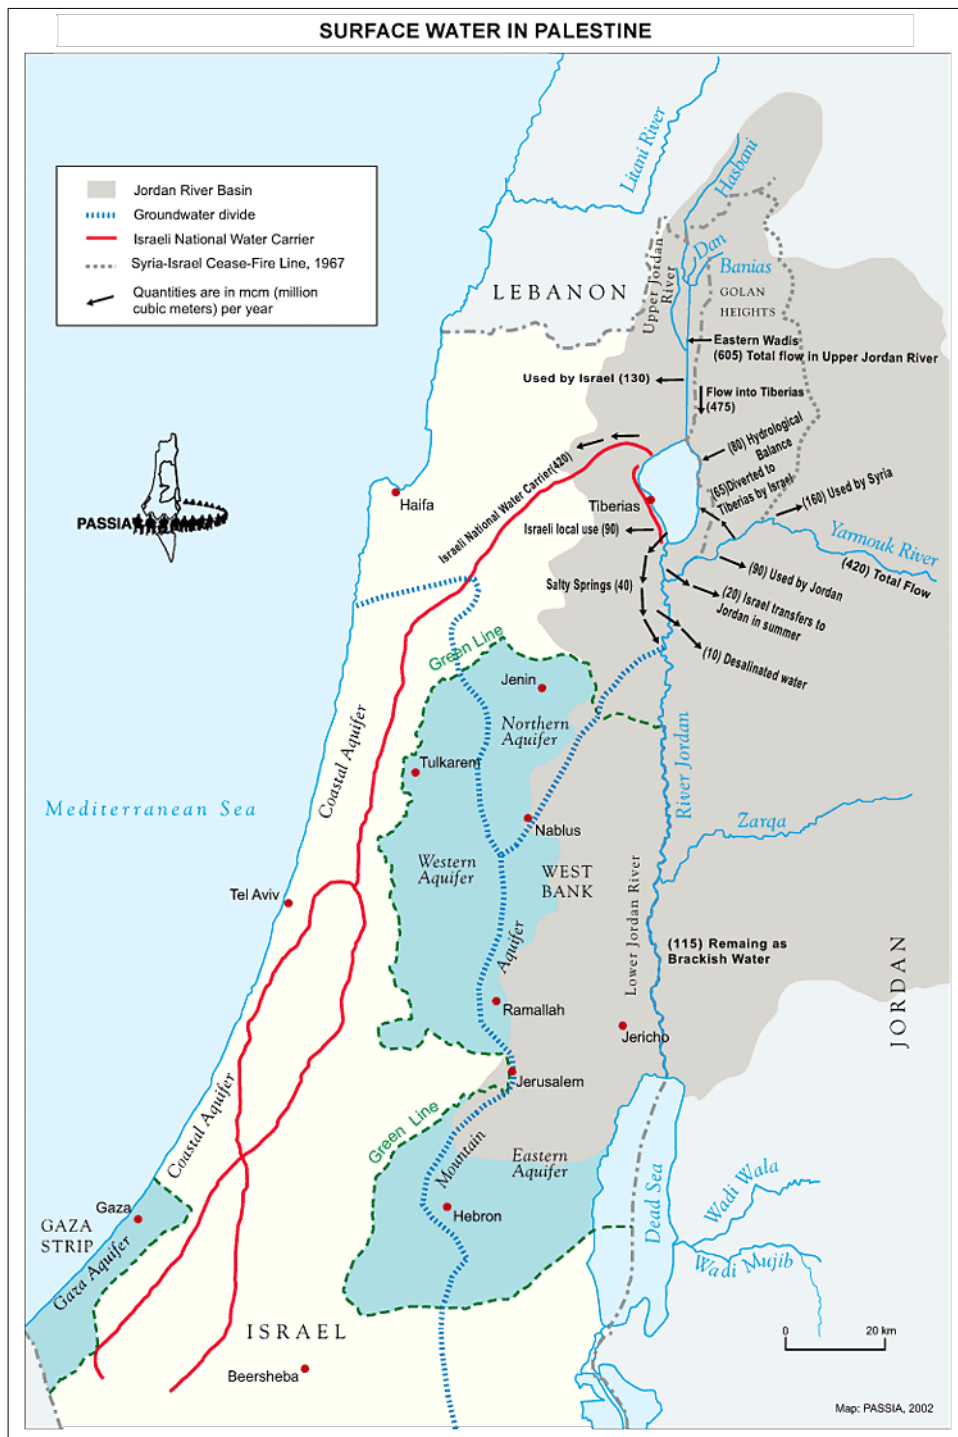 SURFACE WATER IN PALESTINE
Jordan River Basin
Groundwater divide
Israeli National Water Carrier
Syria-Israel Cease-Fire Line, 1967
Quantities are in mcm (million
cubic meters) per year
Litani River
Hasbani
Dan
Banias
Upper Jordan
River
GOLAN
HEIGHTS
LEBANON
Eastern Wadis
(605) Total flow in Upper Jordan River
Used by Israel (130)
Flow into Tiberias
(475)
(80) Hydrological
Balance
(65)Diverted to
Tiberias by Israel
(160) Used by Syria
Israeli National Water Carrier(420)
Haifa
Tiberias
Israeli local use (90)
Yarmouk River
(420) Total Flow
(90) Used by Jordan
Salty Springs (40)
(20) Israel transfers to
Jordan in summer
(10) Desalinated water
PASSIA
Green Line
Jenin
Northern
Aquifer
Coastal Aquifer
Tulkarem
River Jordan
Mediterranean Sea
Zarqa
Nablus
Western
Aquifer
WEST
BANK
Tel Aviv
Aquifer
Lower Jordan River
(115) Remaing as
Brackish Water
JORDAN
Ramallah
Jericho
Jerusalem
Coastal Aquifer
Green Line
Mountain
Eastern
Aquifer
Dead Sea
Wadi Wala
Wadi Mujib
Gaza
GAZA
STRIP
Gaza Aquifer
Hebron
ISRAEL
Beersheba
0 20 km
Map: PASSIA, 2002